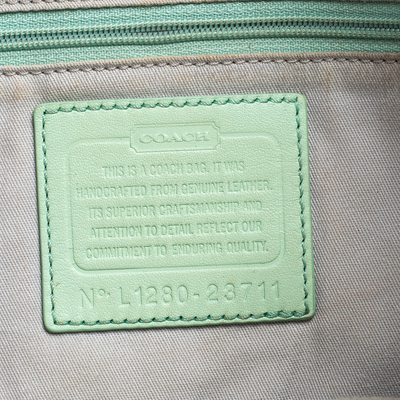 COACH
THIS IS A COACH BAG. IT WAS
HANDCRAFTED FROM GENUINE LEATHER.
ITS SUPERIOR CRAFTSMANSHIP AND
ATTENTION TO DETAIL REFLECT OUR
COMMITMENT TO ENDURING QUALITY.
Nº L1280-23711